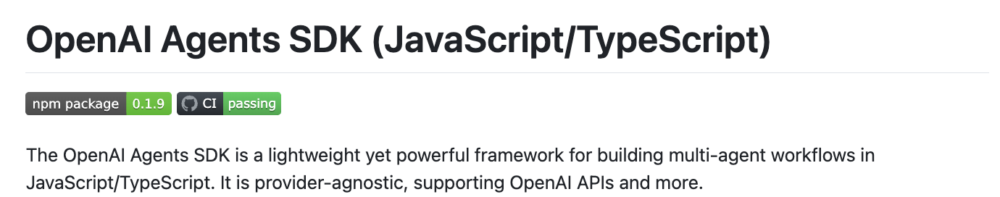 OpenAI Agents SDK (JavaScript/TypeScript)
npm package 0.1.9 CI passing
The OpenAI Agents SDK is a lightweight yet powerful framework for building multi-agent workflows in
JavaScript/TypeScript. It is provider-agnostic, supporting OpenAI APIs and more.